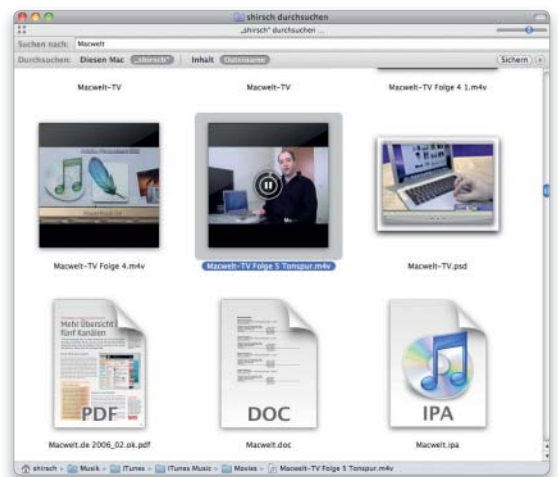 shirsch durchsuchen
„shirsch“ durchsuchen ...
Suchen nach: Macwelt
Durchsuchen: Diesen Mac „shirsch“ Inhalt Dateiname Sichern
Macwelt-TV Macwelt-TV Macwelt-TV Folge 4 1.m4v
Macwelt-TV Folge 4.m4v Macwelt-TV Folge 5 Tonspur.m4v Macwelt-TV.psd
Mehr Übersicht
fünf Kanälen
PDF DOC IPA
Macwelt.de 2006_02.ok.pdf Macwelt.doc Macwelt.ipa
shirsch Musik iTunes iTunes Music Movies Macwelt-TV Folge 5 Tonspur.m4v